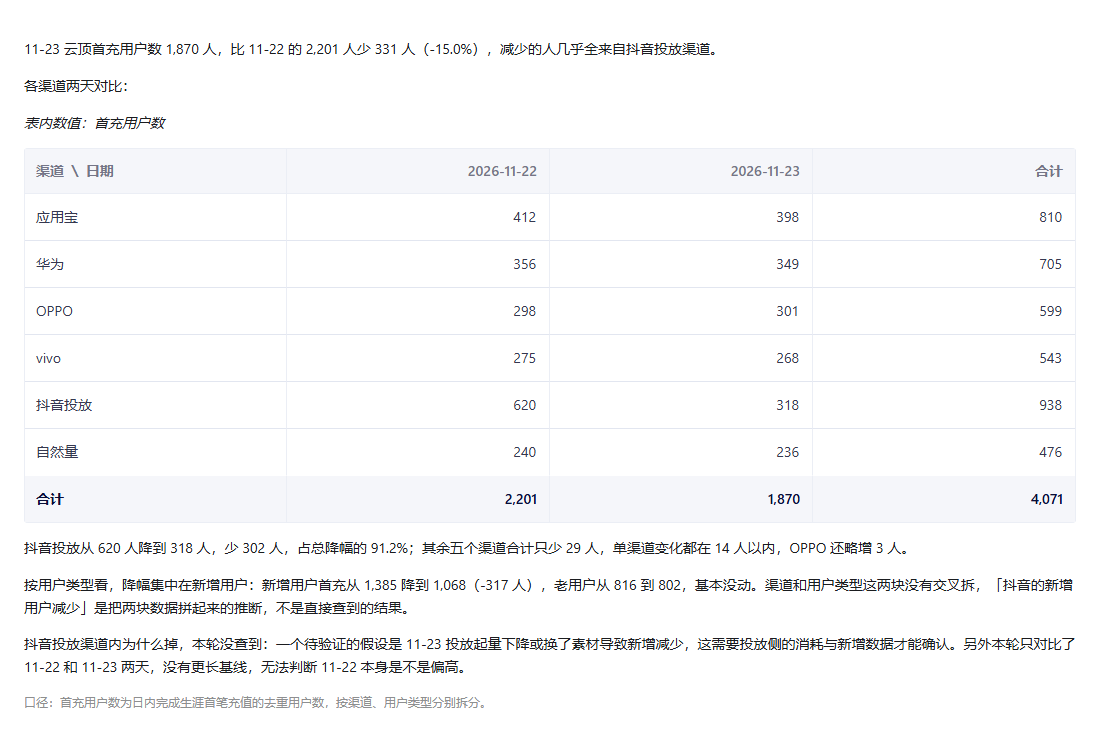 11-23 云顶首充用户数 1,870 人，比 11-22 的 2,201 人少 331 人（-15.0%），减少的人几乎全来自抖音投放渠道。
各渠道两天对比：
表内数值：首充用户数
渠道 \ 日期 2026-11-22 2026-11-23 合计
应用宝 412 398 810
华为 356 349 705
OPPO 298 301 599
vivo 275 268 543
抖音投放 620 318 938
自然量 240 236 476
合计 2,201 1,870 4,071
抖音投放从 620 人降到 318 人，少 302 人，占总降幅的 91.2%；其余五个渠道合计只少 29 人，单渠道变化都在 14 人以内，OPPO 还略增 3 人。
按用户类型看，降幅集中在新增用户：新增用户首充从 1,385 降到 1,068（-317 人），老用户从 816 到 802，基本没动。渠道和用户类型这两块没有交叉拆，「抖音的新增
用户减少」是把两块数据拼起来的推断，不是直接查到的结果。
抖音投放渠道内为什么掉，本轮没查到：一个待验证的假设是 11-23 投放起量下降或换了素材导致新增减少，这需要投放侧的消耗与新增数据才能确认。另外本轮只对比了
11-22 和 11-23 两天，没有更长基线，无法判断 11-22 本身是不是偏高。
口径：首充用户数为日内完成生涯首笔充值的去重用户数，按渠道、用户类型分别拆分。